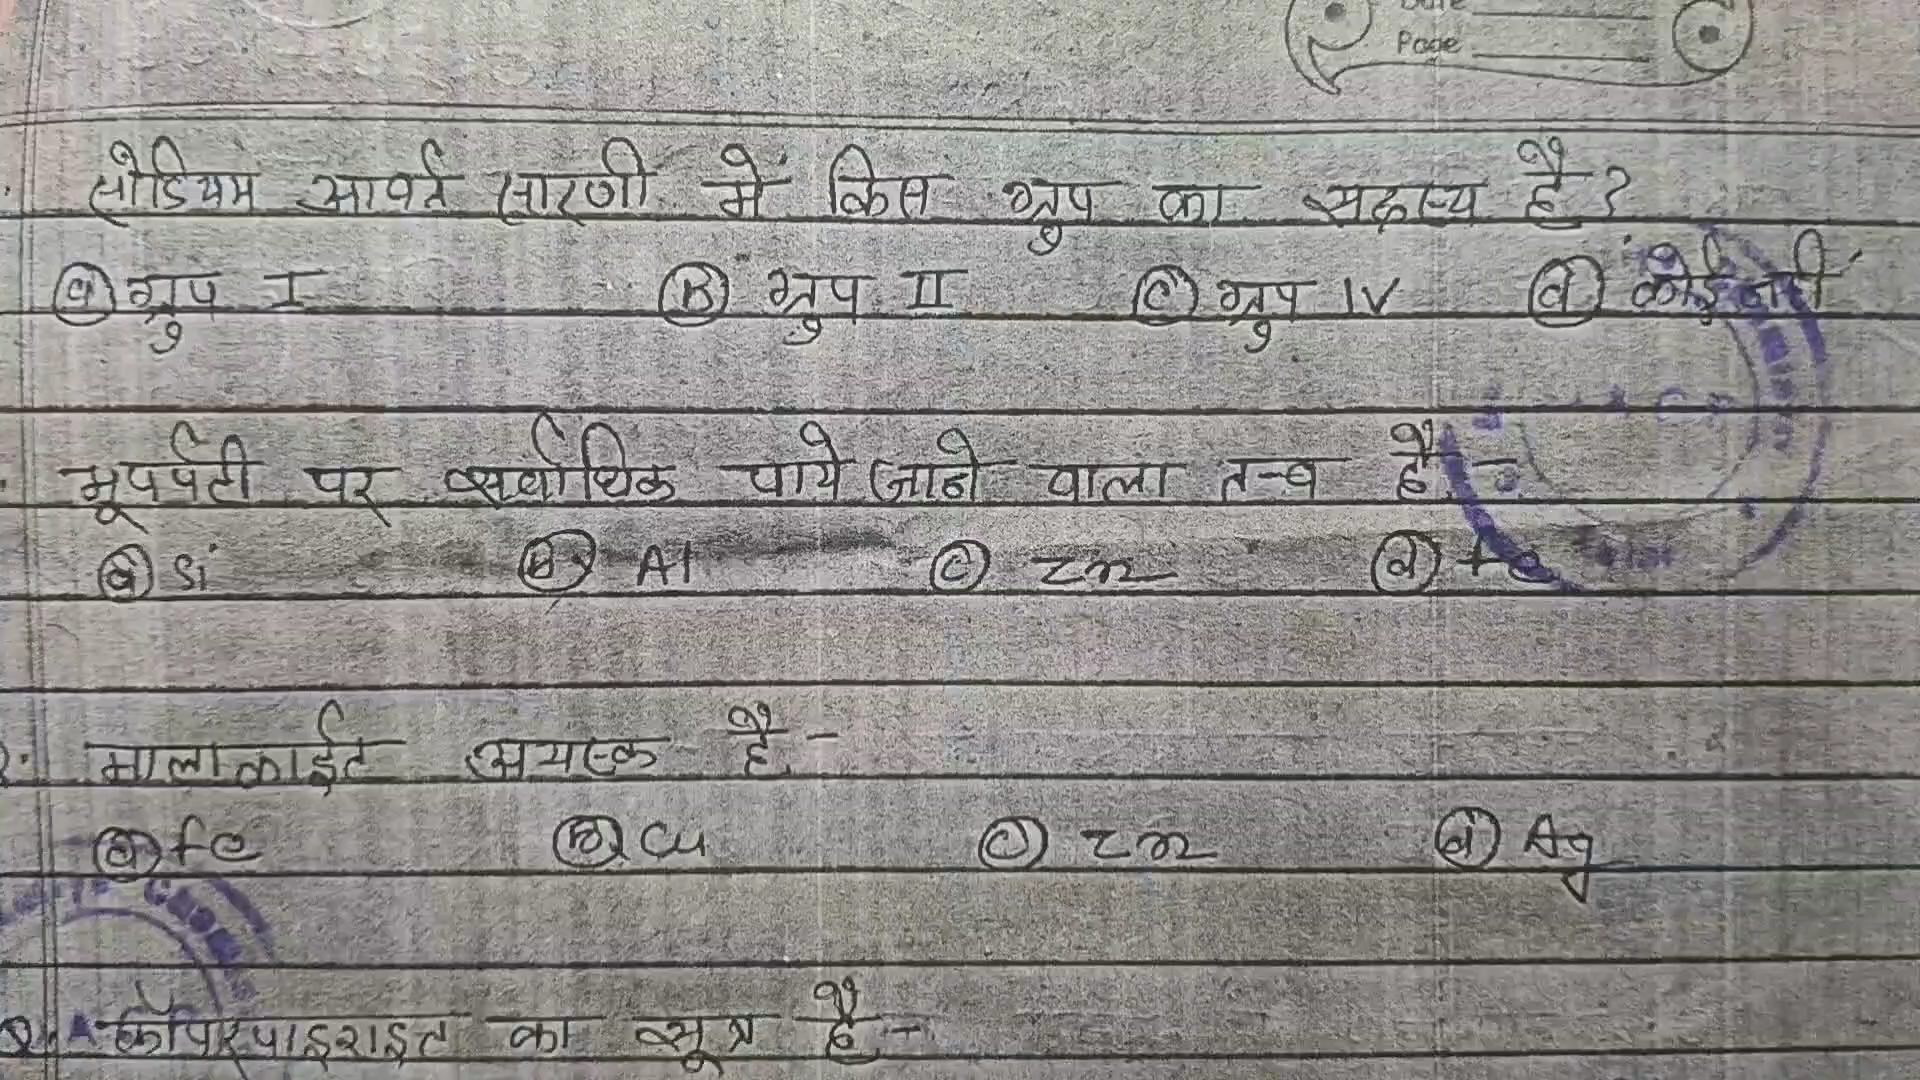 Date
Page
सोडियम आवर्त सारणी में किस ग्रुप का सदस्य है?
(a) ग्रुप I (B) ग्रुप II (C) ग्रुप IV (d) कोई नहीं
भूपर्पटी पर सर्वाधिक पाये जाने वाला तत्व है -
(a) Si (B) Al (C) Zn (d) fe
मालाकाईट अयस्क है -
(a) fe (B) Cu (C) Zn (d) Ag
कॉपरपाइराइट का सूत्र है -